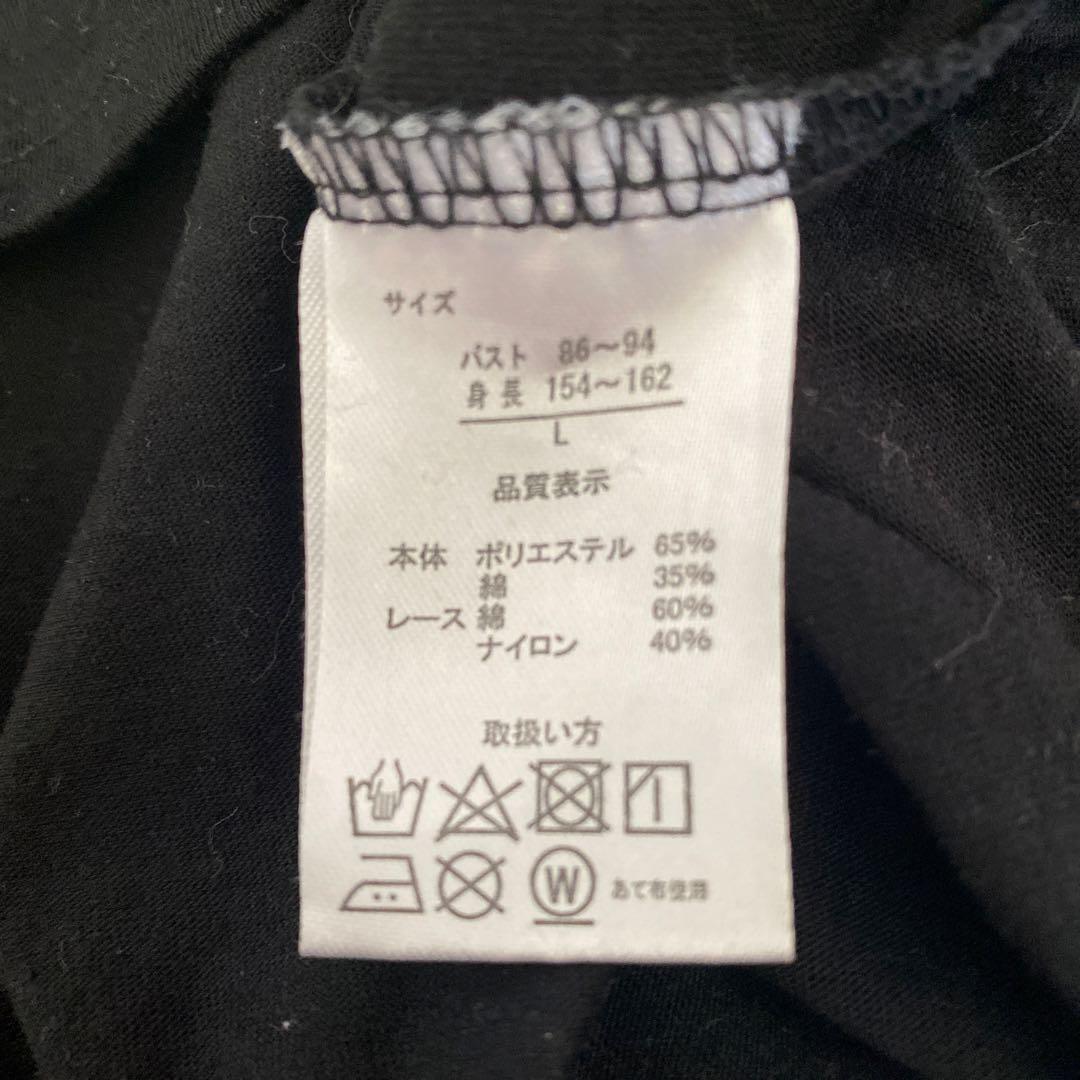 サイズ
バスト 86～94
身長 154～162
L
品質表示
本体 ポリエステル 65%
綿 35%
レース 綿 60%
ナイロン 40%
取扱い方
W あて布使用